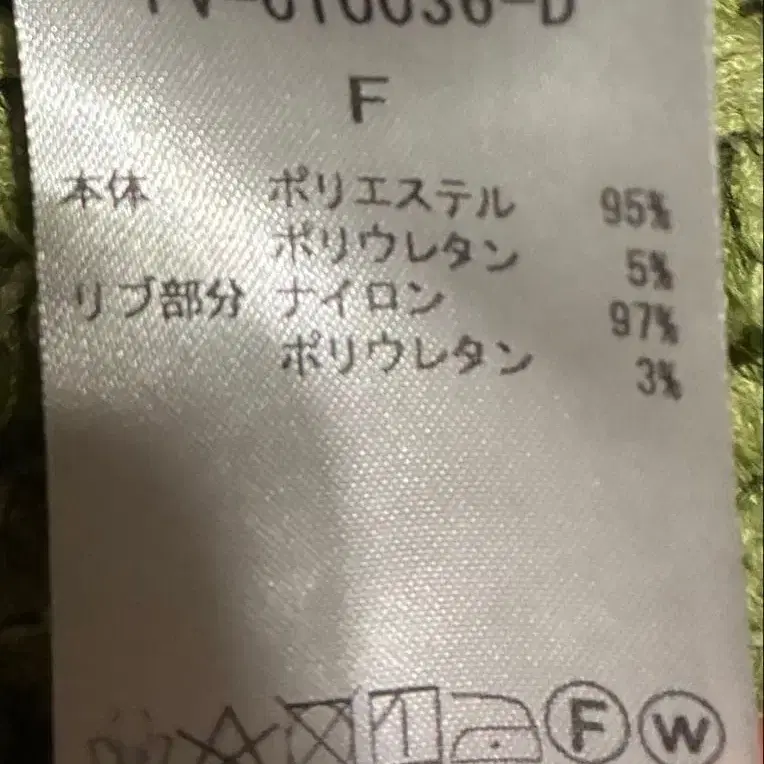 F
本体 ポリエステル 95%
ポリウレタン 5%
リブ部分 ナイロン 97%
ポリウレタン 3%
F W